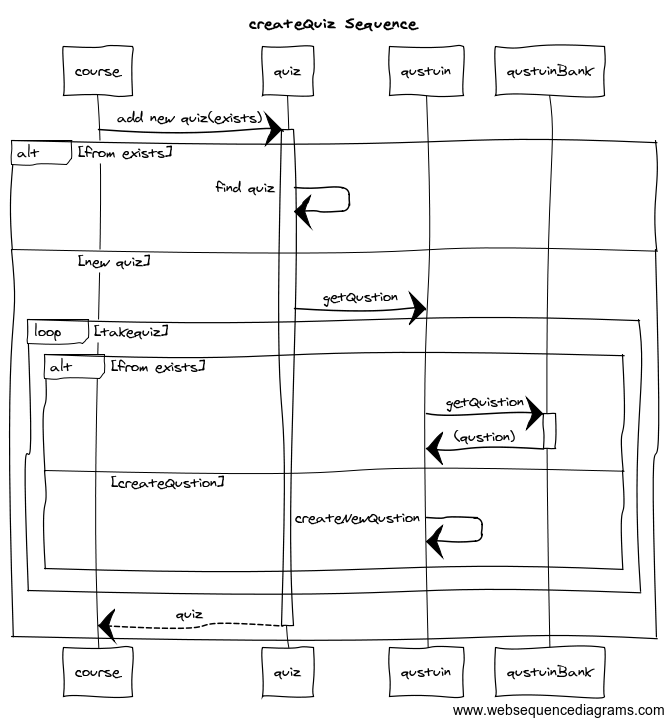 createQuiz Sequence
course
quiz
qustuin
qustuinBank
add new quiz(exists)
alt
[from exists]
find quiz
[new quiz]
getQustion
loop
[takequiz]
alt
[from exists]
getQuistion
(qustion)
[createQustion]
createNewQustion
quiz
course
quiz
qustuin
qustuinBank
www.websequencediagrams.com